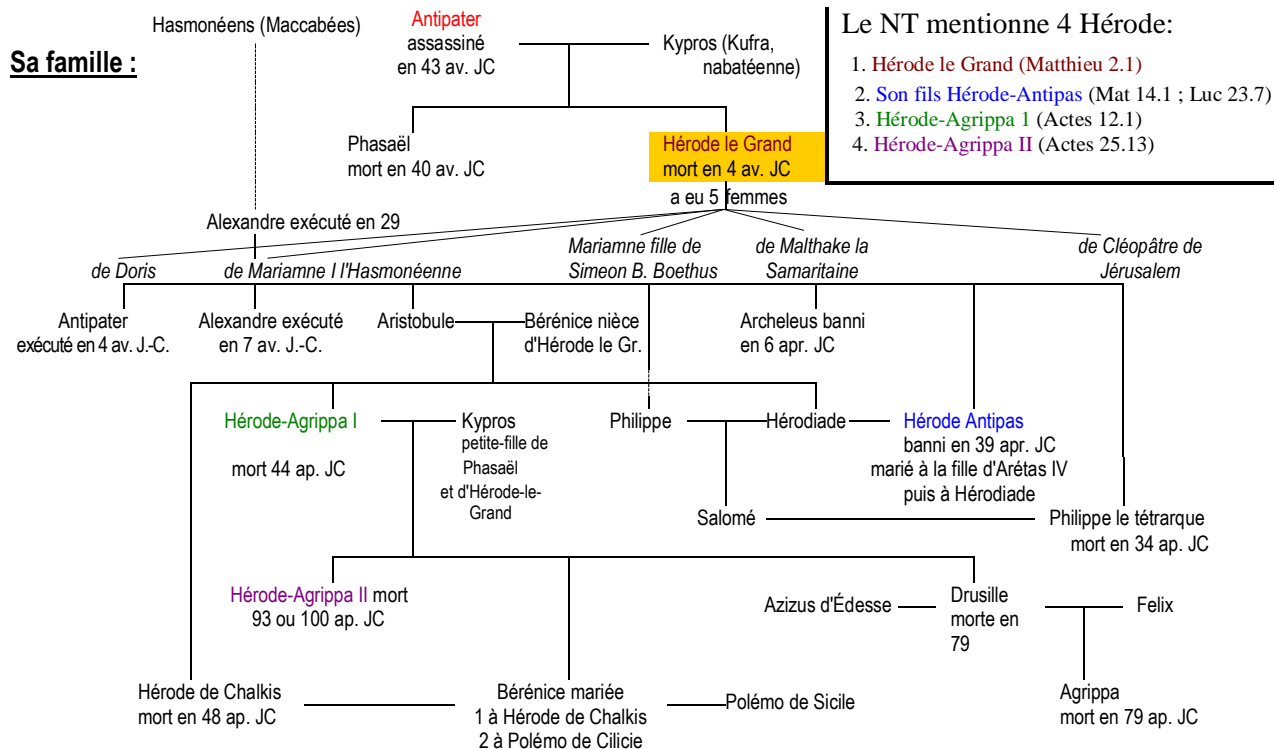 Hasmonéens (Maccabées)
Antipater
assassiné
en 43 av. JC
Kypros (Kufra,
nabatéenne)
Sa famille :
Le NT mentionne 4 Hérode:
1. Hérode le Grand (Matthieu 2.1)
2. Son fils Hérode-Antipas (Mat 14.1 ; Luc 23.7)
3. Hérode-Agrippa 1 (Actes 12.1)
4. Hérode-Agrippa II (Actes 25.13)
Phasaël
mort en 40 av. JC
Hérode le Grand
mort en 4 av. JC
a eu 5 femmes
Alexandre exécuté en 29
de Doris
de Mariamne I l'Hasmonéenne
Mariamne fille de
Simeon B. Boethus
de Malthake la
Samaritaine
de Cléopâtre de
Jérusalem
Antipater
exécuté en 4 av. J.-C.
Alexandre exécuté
en 7 av. J.-C.
Aristobule
Bérénice nièce
d'Hérode le Gr.
Archeleus banni
en 6 apr. JC
Hérode-Agrippa I
mort 44 ap. JC
Kypros
petite-fille de
Phasaël
et d'Hérode-le-
Grand
Philippe
Hérodiade
Hérode Antipas
banni en 39 apr. JC
marié à la fille d'Arétas IV
puis à Hérodiade
Salomé
Philippe le tétrarque
mort en 34 ap. JC
Hérode-Agrippa II mort
93 ou 100 ap. JC
Azizus d'Édesse
Drusille
morte en
79
Felix
Hérode de Chalkis
mort en 48 ap. JC
Bérénice mariée
1 à Hérode de Chalkis
2 à Polémo de Cilicie
Polémo de Sicile
Agrippa
mort en 79 ap. JC